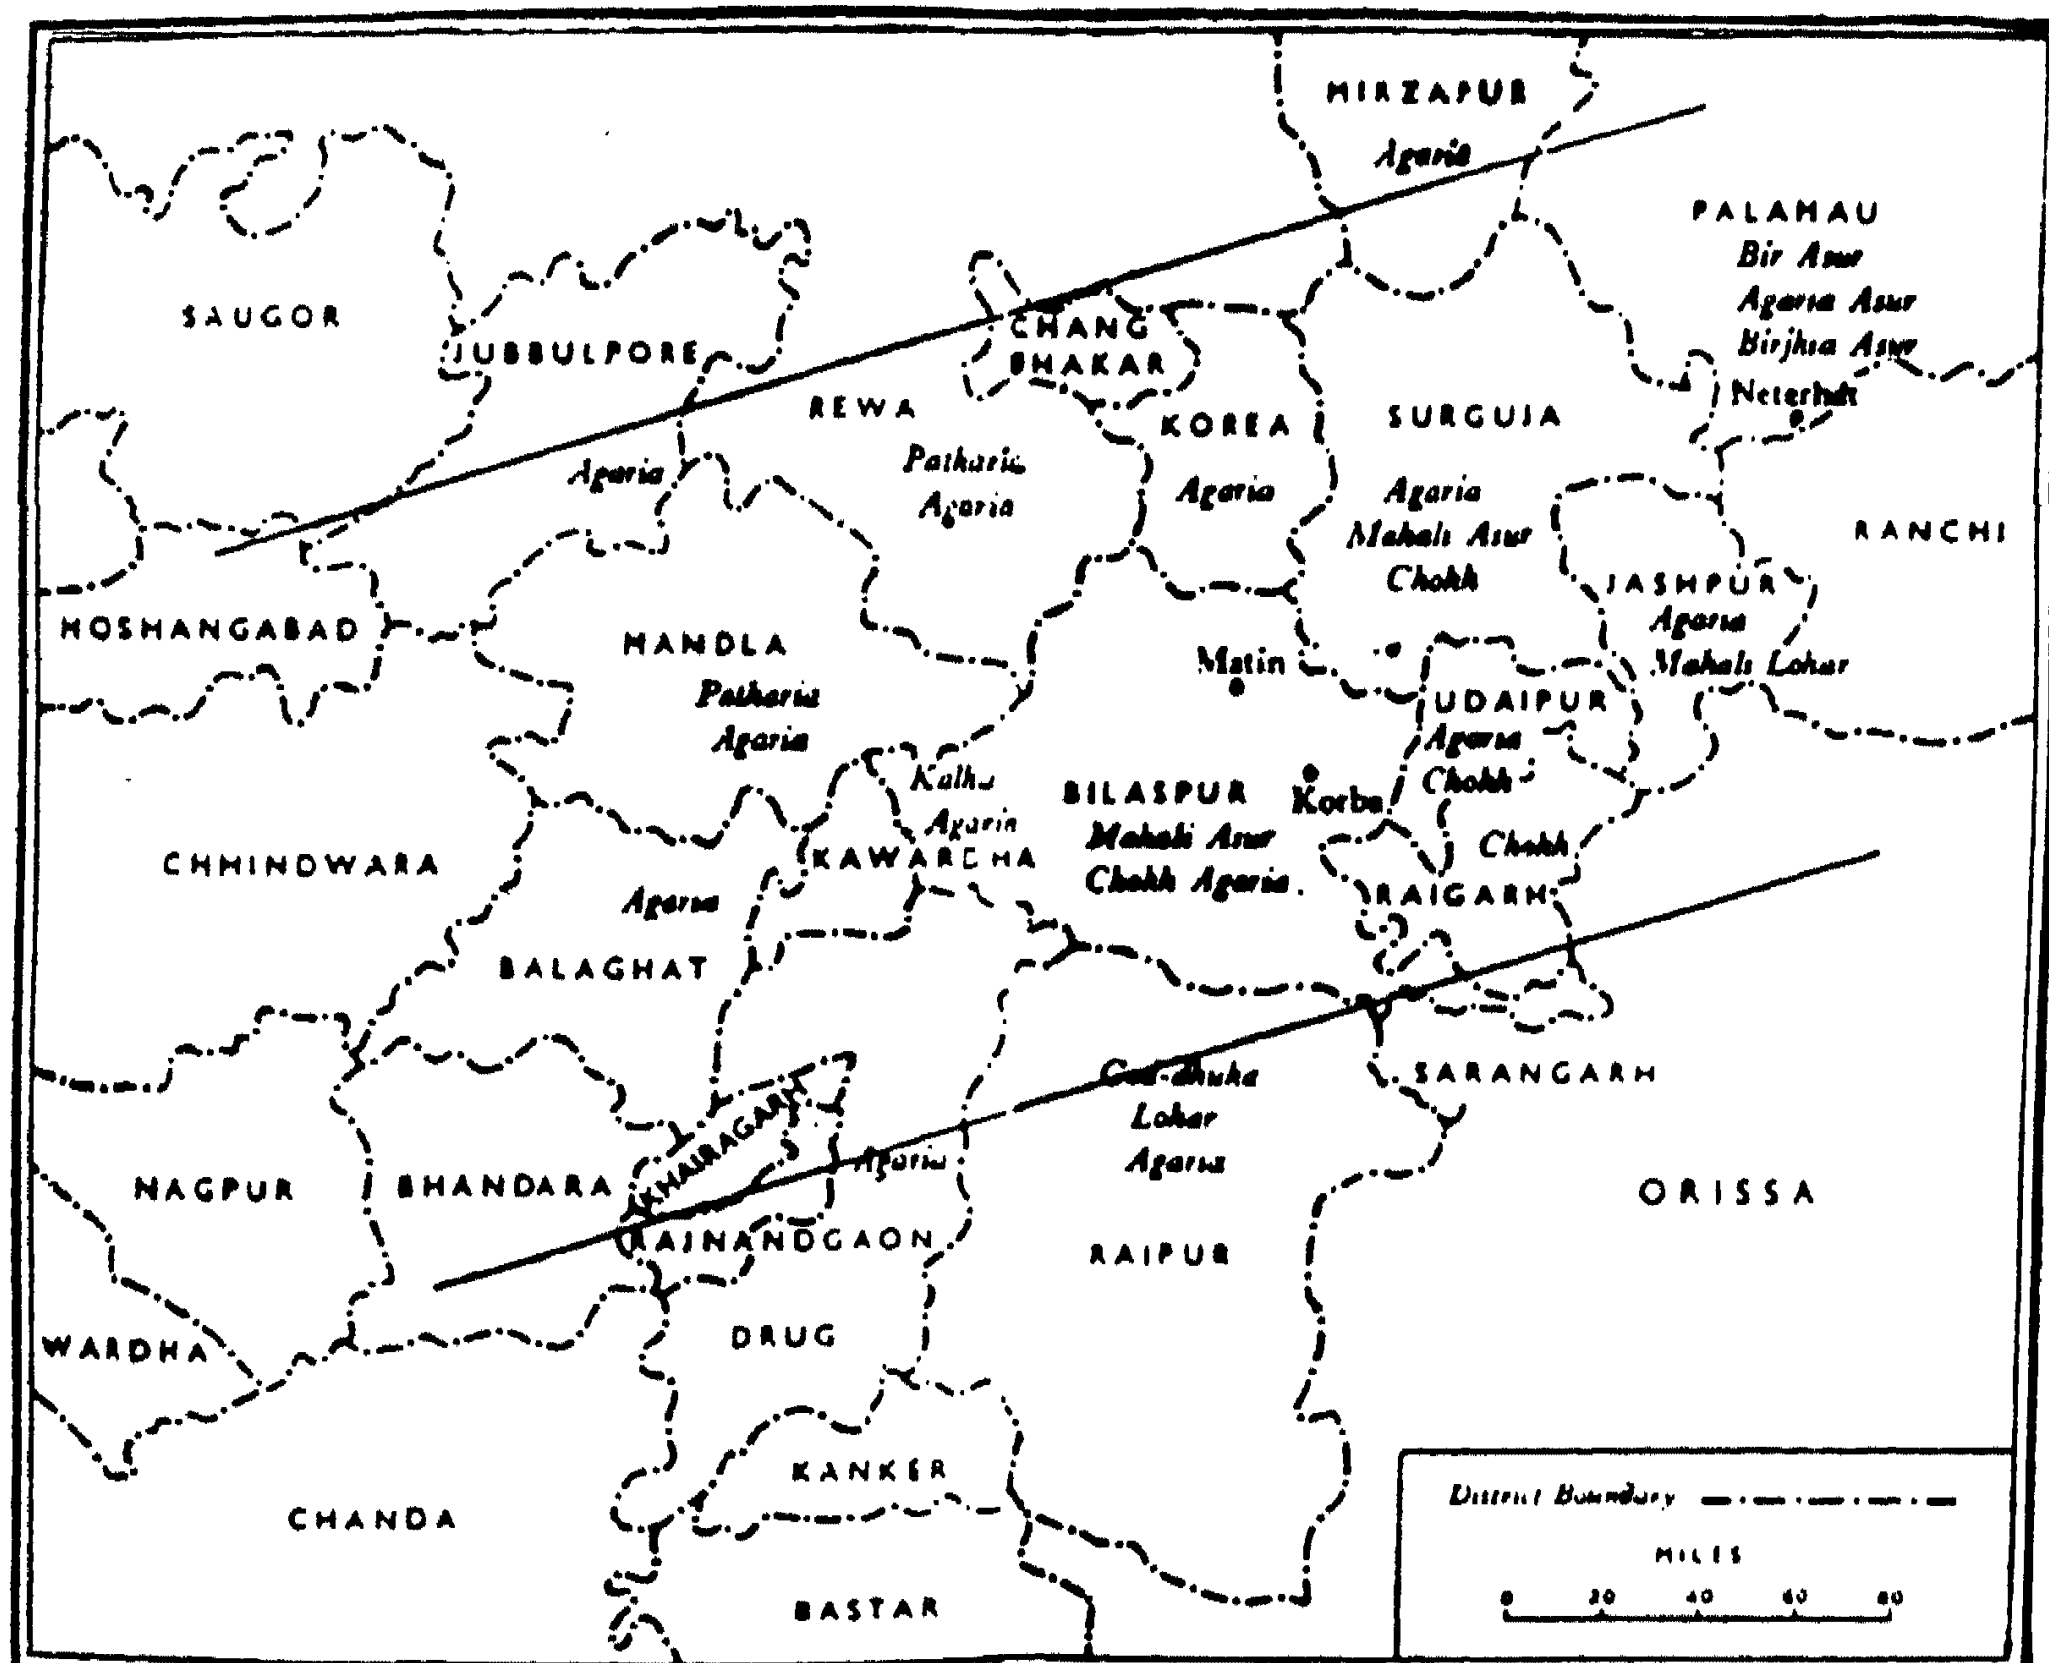 MIRZAPUR
Agaria
PALAMAU
Bir Asur
Agaria Asur
Birjhia Asur
Neterhat
SAUGOR
JUBBULPORE
Agaria
REWA
Patharia
Agaria
CHANG
BHAKAR
KOREA
Agaria
SURGUJA
Agaria
Mahali Asur
Chokh
RANCHI
JASHPUR
Agaria
Mahali Lohar
HOSHANGABAD
MANDLA
Patharia
Agaria
Matin
UDAIPUR
Agaria
Chokh
Kalha
Agaria
KAWARDHA
BILASPUR
Mahali Asur
Chokh Agaria
Korba
Chokh
RAIGARH
CHHINDWARA
Agaria
BALAGHAT
SARANGARH
Lohar
Agaria
RAIPUR
NAGPUR
BHANDARA
KHAIRAGARH
Agaria
RAJNANDGAON
ORISSA
WARDHA
DRUG
KANKER
CHANDA
BASTAR
District Boundary
MILES
0 20 40 60 80